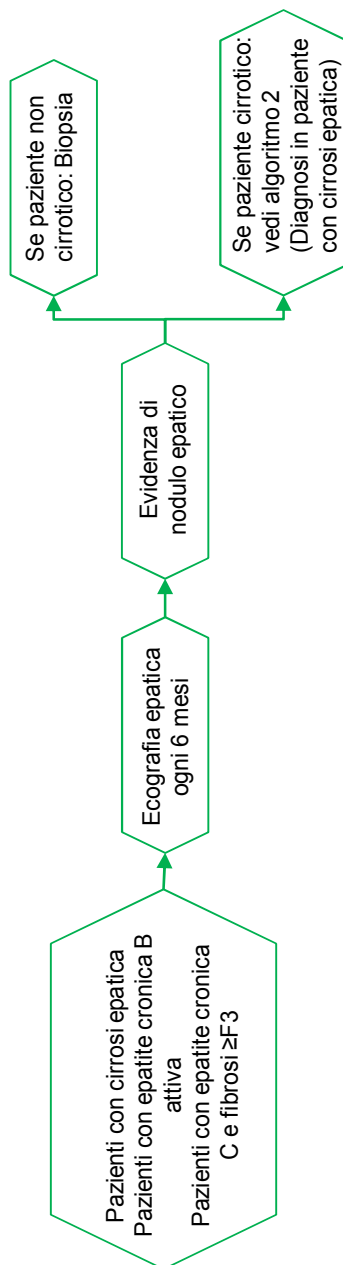 Pazienti con cirrosi epatica
Pazienti con epatite cronica B
attiva
Pazienti con epatite cronica
C e fibrosi ≥F3
Ecografia epatica
ogni 6 mesi
Evidenza di
nodulo epatico
Se paziente non
cirrotico: Biopsia
Se paziente cirrotico:
vedi algoritmo 2
(Diagnosi in paziente
con cirrosi epatica)